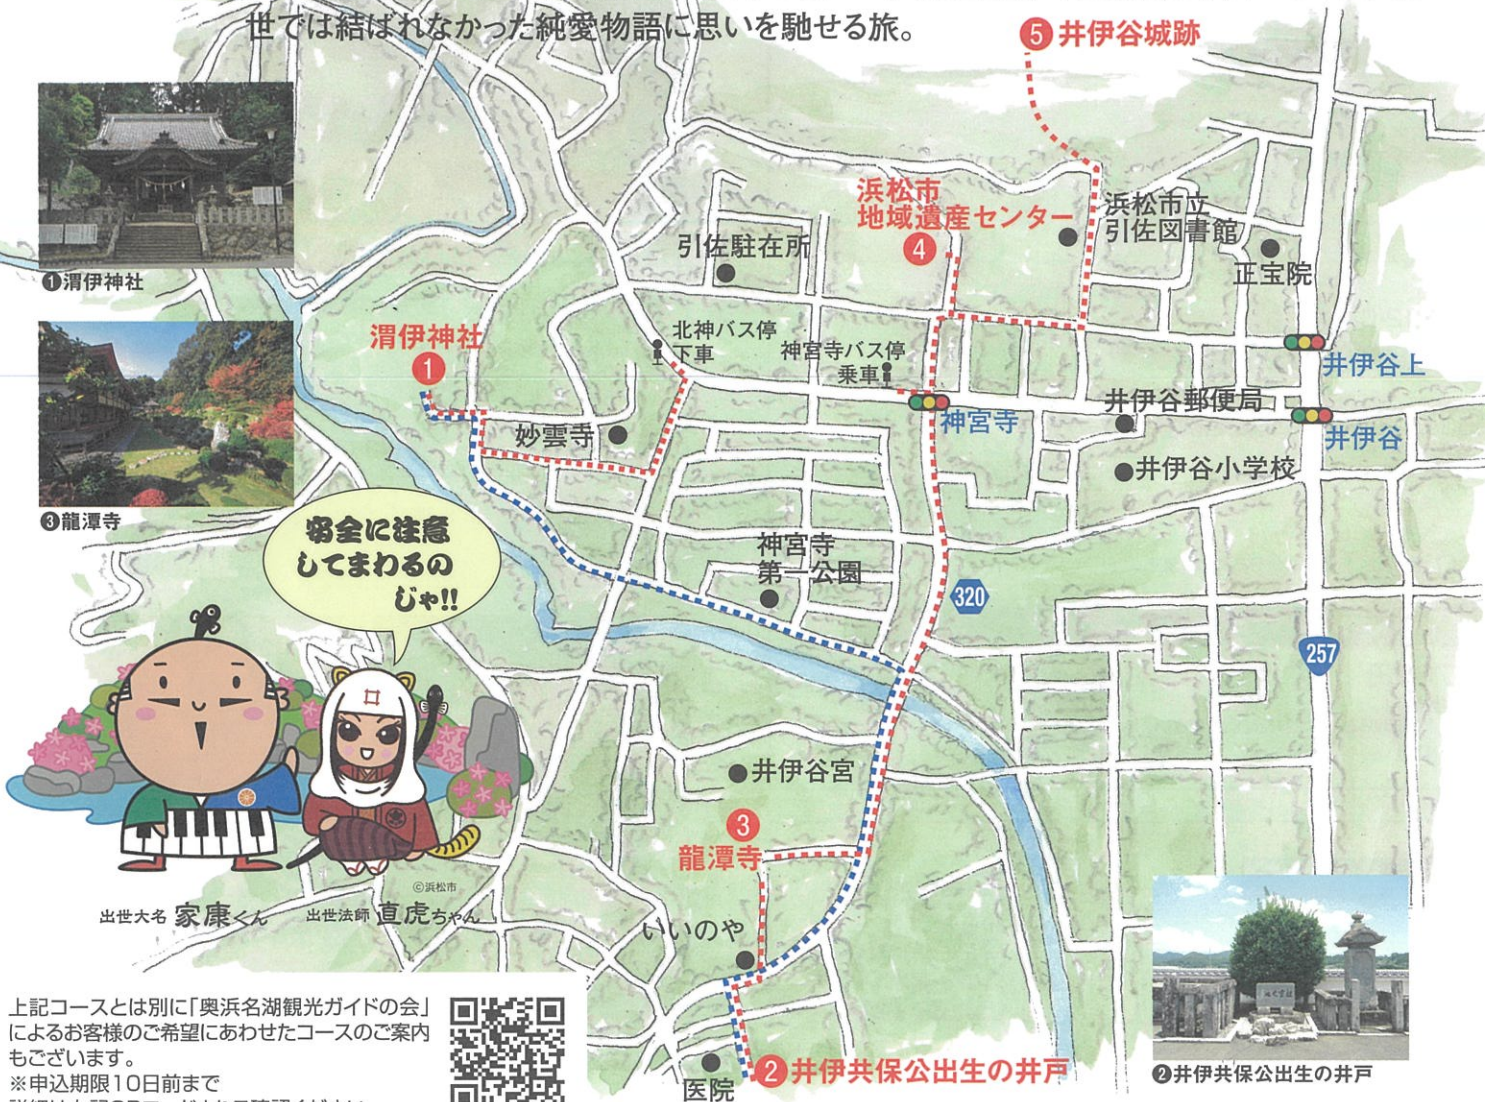 世では結ばれなかった純愛物語に思いを馳せる旅。
❺井伊谷城跡
❶渭伊神社
浜松市
地域遺産センター
❹
浜松市立
引佐図書館
引佐駐在所
正宝院
渭伊神社
❶
北神バス停
下車
神宮寺バス停
乗車
井伊谷上
井伊谷郵便局
神宮寺
井伊谷
妙雲寺
井伊谷小学校
❸龍潭寺
安全に注意
してまわるの
じゃ!!
神宮寺
第一公園
320
257
井伊谷宮
❸
龍潭寺
©浜松市
出世大名 家康くん
出世法師 直虎ちゃん
いいのや
医院
❷井伊共保公出生の井戸
❷井伊共保公出生の井戸
上記コースとは別に「奥浜名湖観光ガイドの会」
によるお客様のご希望にあわせたコースのご案内
もございます。
※申込期限10日前まで